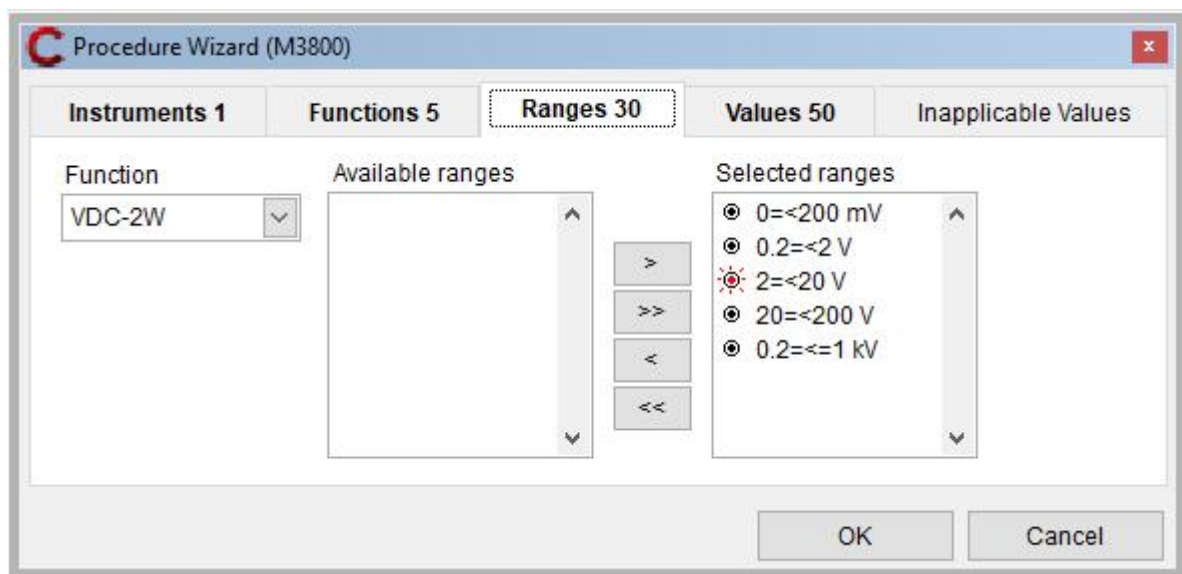 Procedure Wizard (M3800)
x
Instruments 1
Functions 5
Ranges 30
Values 50
Inapplicable Values
Function
VDC-2W
Available ranges
>
>>
<
<<
Selected ranges
0=<200 mV
0.2=<2 V
2=<20 V
20=<200 V
0.2=<=1 kV
OK
Cancel